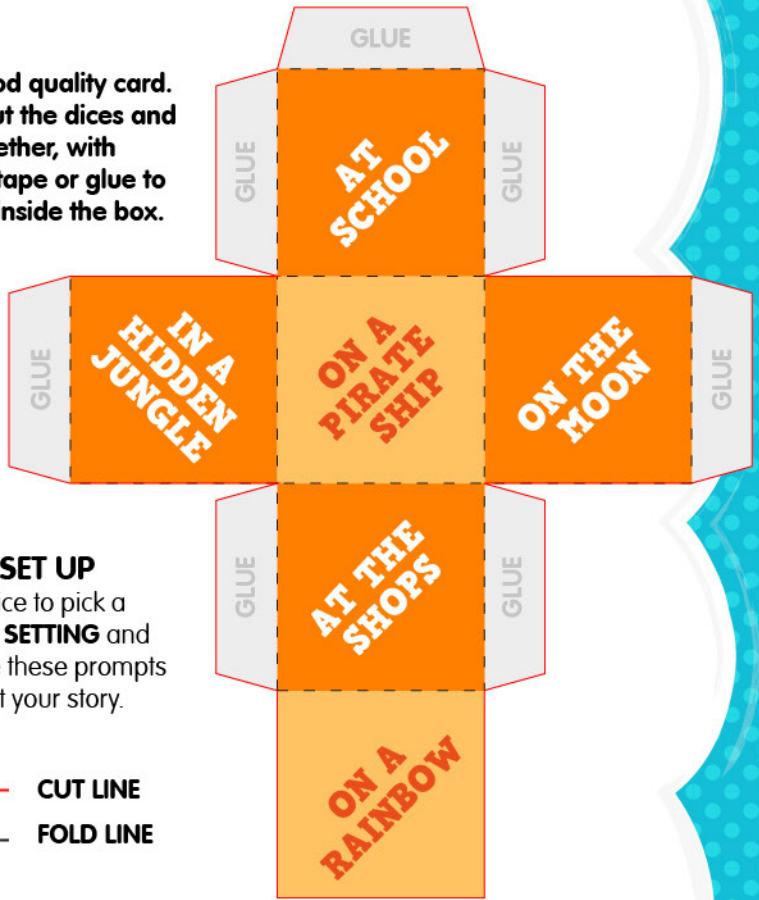 GLUE
od quality card.
ut the dices and
ether, with
tape or glue to
inside the box.
GLUE
AT
SCHOOL
GLUE
GLUE
IN A
HIDDEN
JUNGLE
ON A
PIRATE
SHIP
ON THE
MOON
GLUE
SET UP
ice to pick a
SETTING and
these prompts
t your story.
GLUE
AT THE
SHOPS
GLUE
ON A
RAINBOW
CUT LINE
FOLD LINE